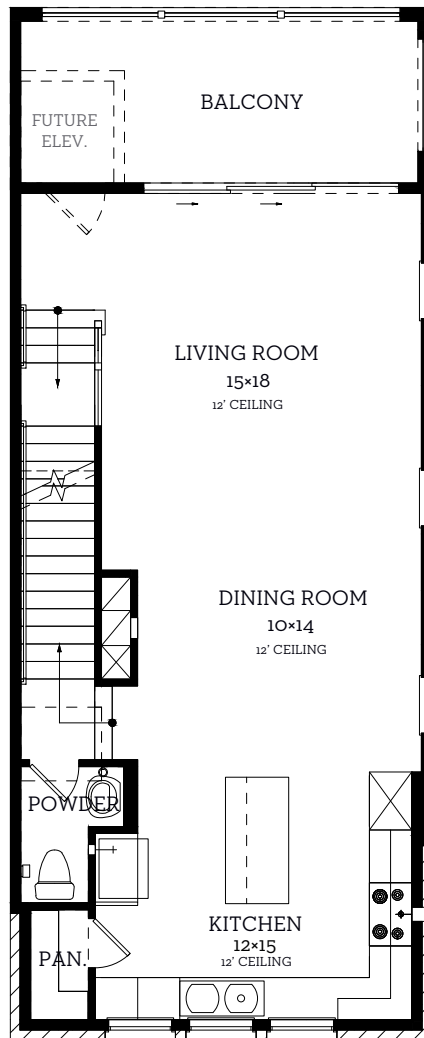 BALCONY
FUTURE
ELEV.
LIVING ROOM
15×18
12' CEILING
DINING ROOM
10×14
12' CEILING
POWDER
KITCHEN
12×15
12' CEILING
PAN.